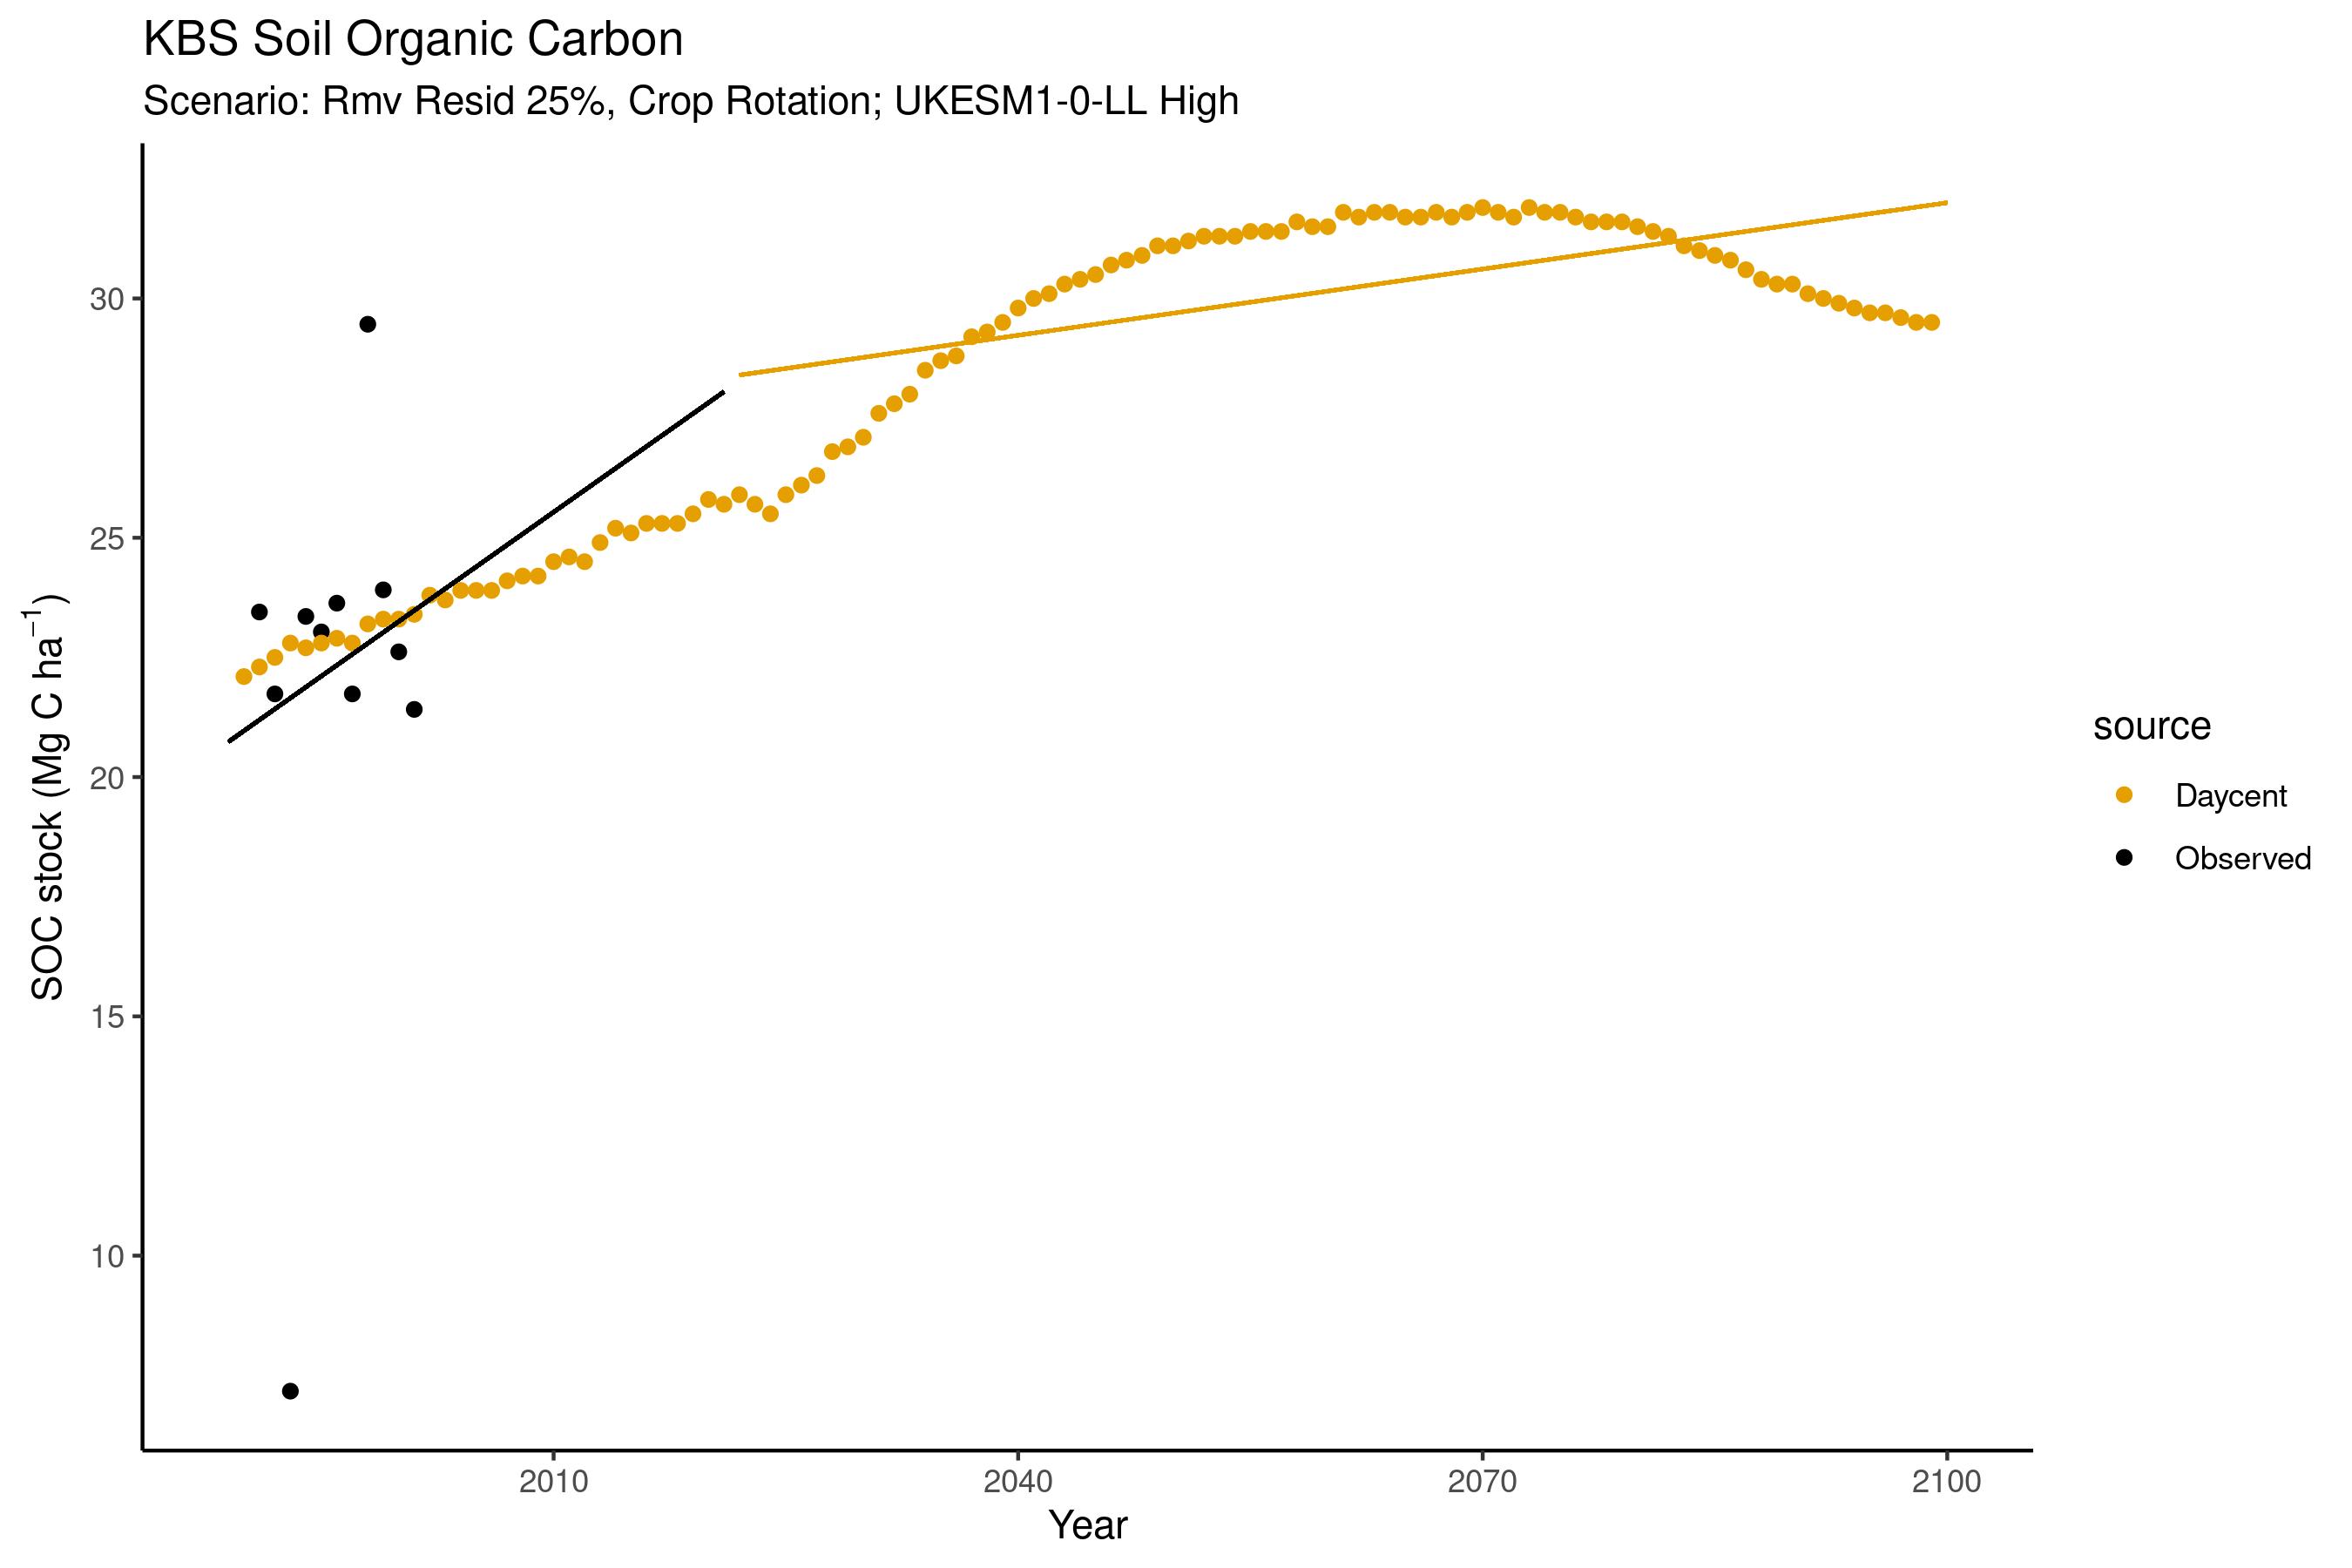 KBS Soil Organic Carbon
Scenario: Rmv Resid 25%, Crop Rotation; UKESM1-0-LL High
SOC stock (Mg C ha⁻¹)
30
25
20
15
10
2010
2040
2070
2100
Year
source
Daycent
Observed